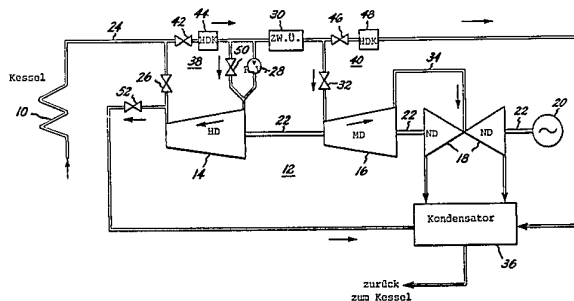 42
44
30
46
48
24
HDK
ZW.Ü.
HDK
50
38
40
Kessel
26
28
32
34
52
20
10
HD
22
MD
22
ND
ND
22
14
12
16
18
Kondensator
36
zurück
zum Kessel